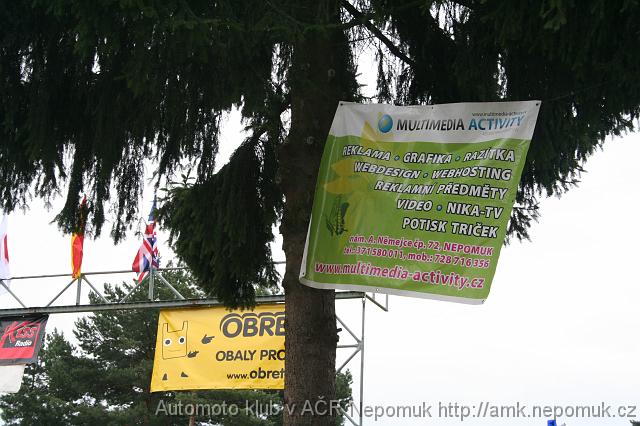 www.multimedia-activity.cz
MULTIMEDIA ACTIVITY
REKLAMA • GRAFIKA • RAZÍTKA
WEBDESIGN • WEBHOSTING
REKLAMNÍ PŘEDMĚTY
VIDEO • NIKA-TV
POTISK TRIČEK
nám. A. Němejce čp. 72, NEPOMUK
tel.: 371 580 011, mob.: 728 716 356
www.multimedia-activity.cz
OBRE
OBALY PRO
www.obret
KISS
Radio
Automoto klub v AČR Nepomuk http://amk.nepomuk.cz